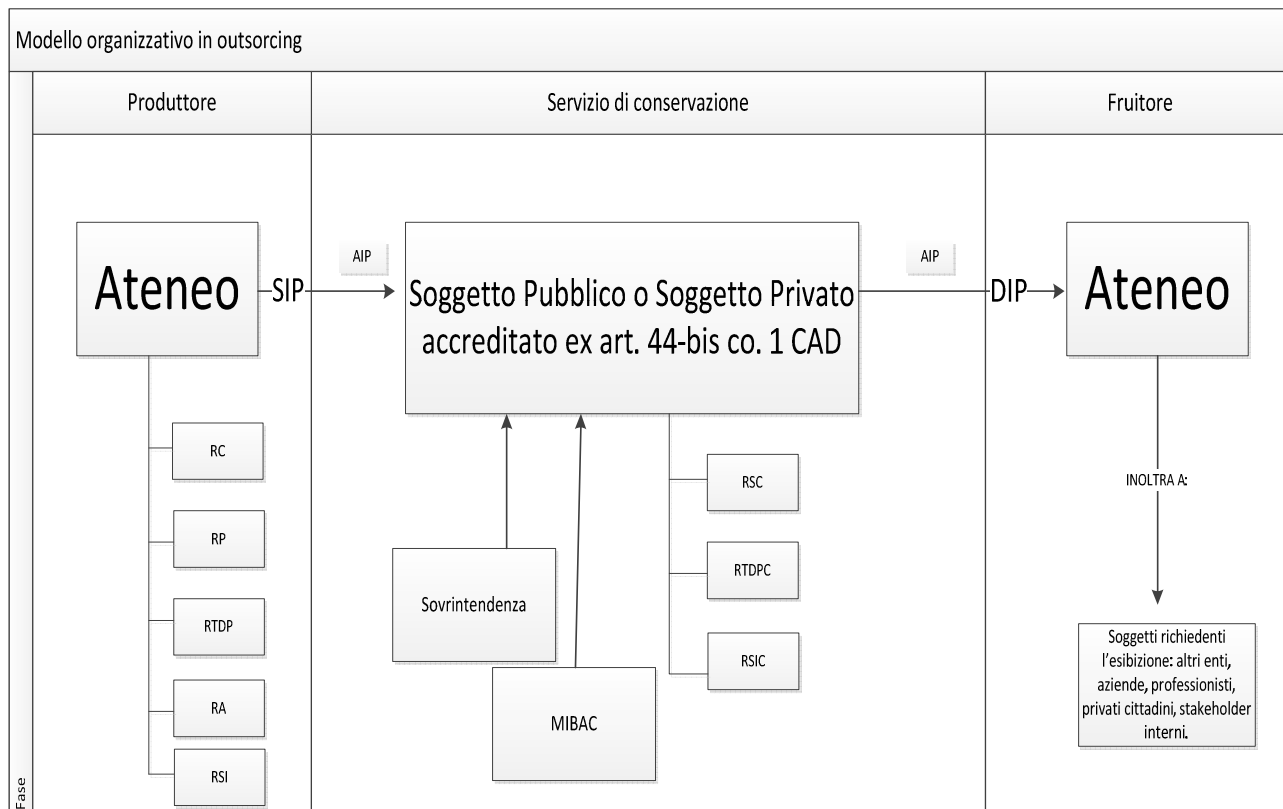 Modello organizzativo in outsorcing
Produttore
Servizio di conservazione
Fruitore
Ateneo
SIP
AIP
Soggetto Pubblico o Soggetto Privato
accreditato ex art. 44-bis co. 1 CAD
AIP
DIP
Ateneo
RC
RP
RTDP
RA
RSI
Sovrintendenza
MIBAC
RSC
RTDPC
RSIC
INOLTRA A:
Soggetti richiedenti
l'esibizione: altri enti,
aziende, professionisti,
privati cittadini, stakeholder
interni.
Fase